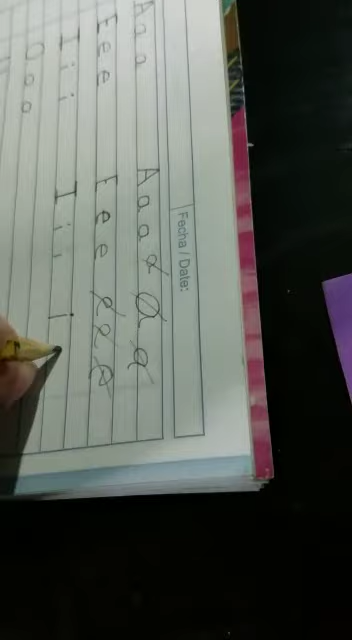 Fecha / Date:
A a a A a a a a a
E e e E e e e e e
I i i I i i i
O o o